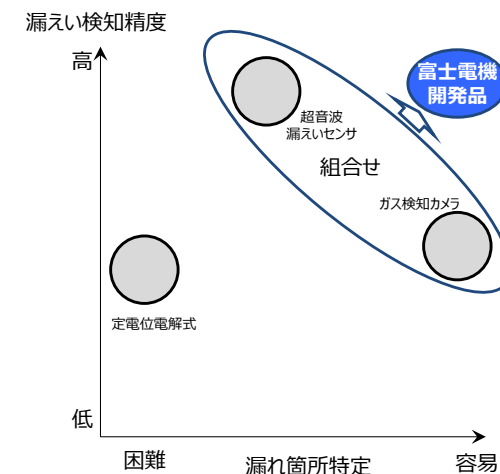 漏えい検知精度
高
富士電機
開発品
超音波
漏えいセンサ
組合せ
ガス検知カメラ
定電位電解式
低
困難
漏れ箇所特定
容易